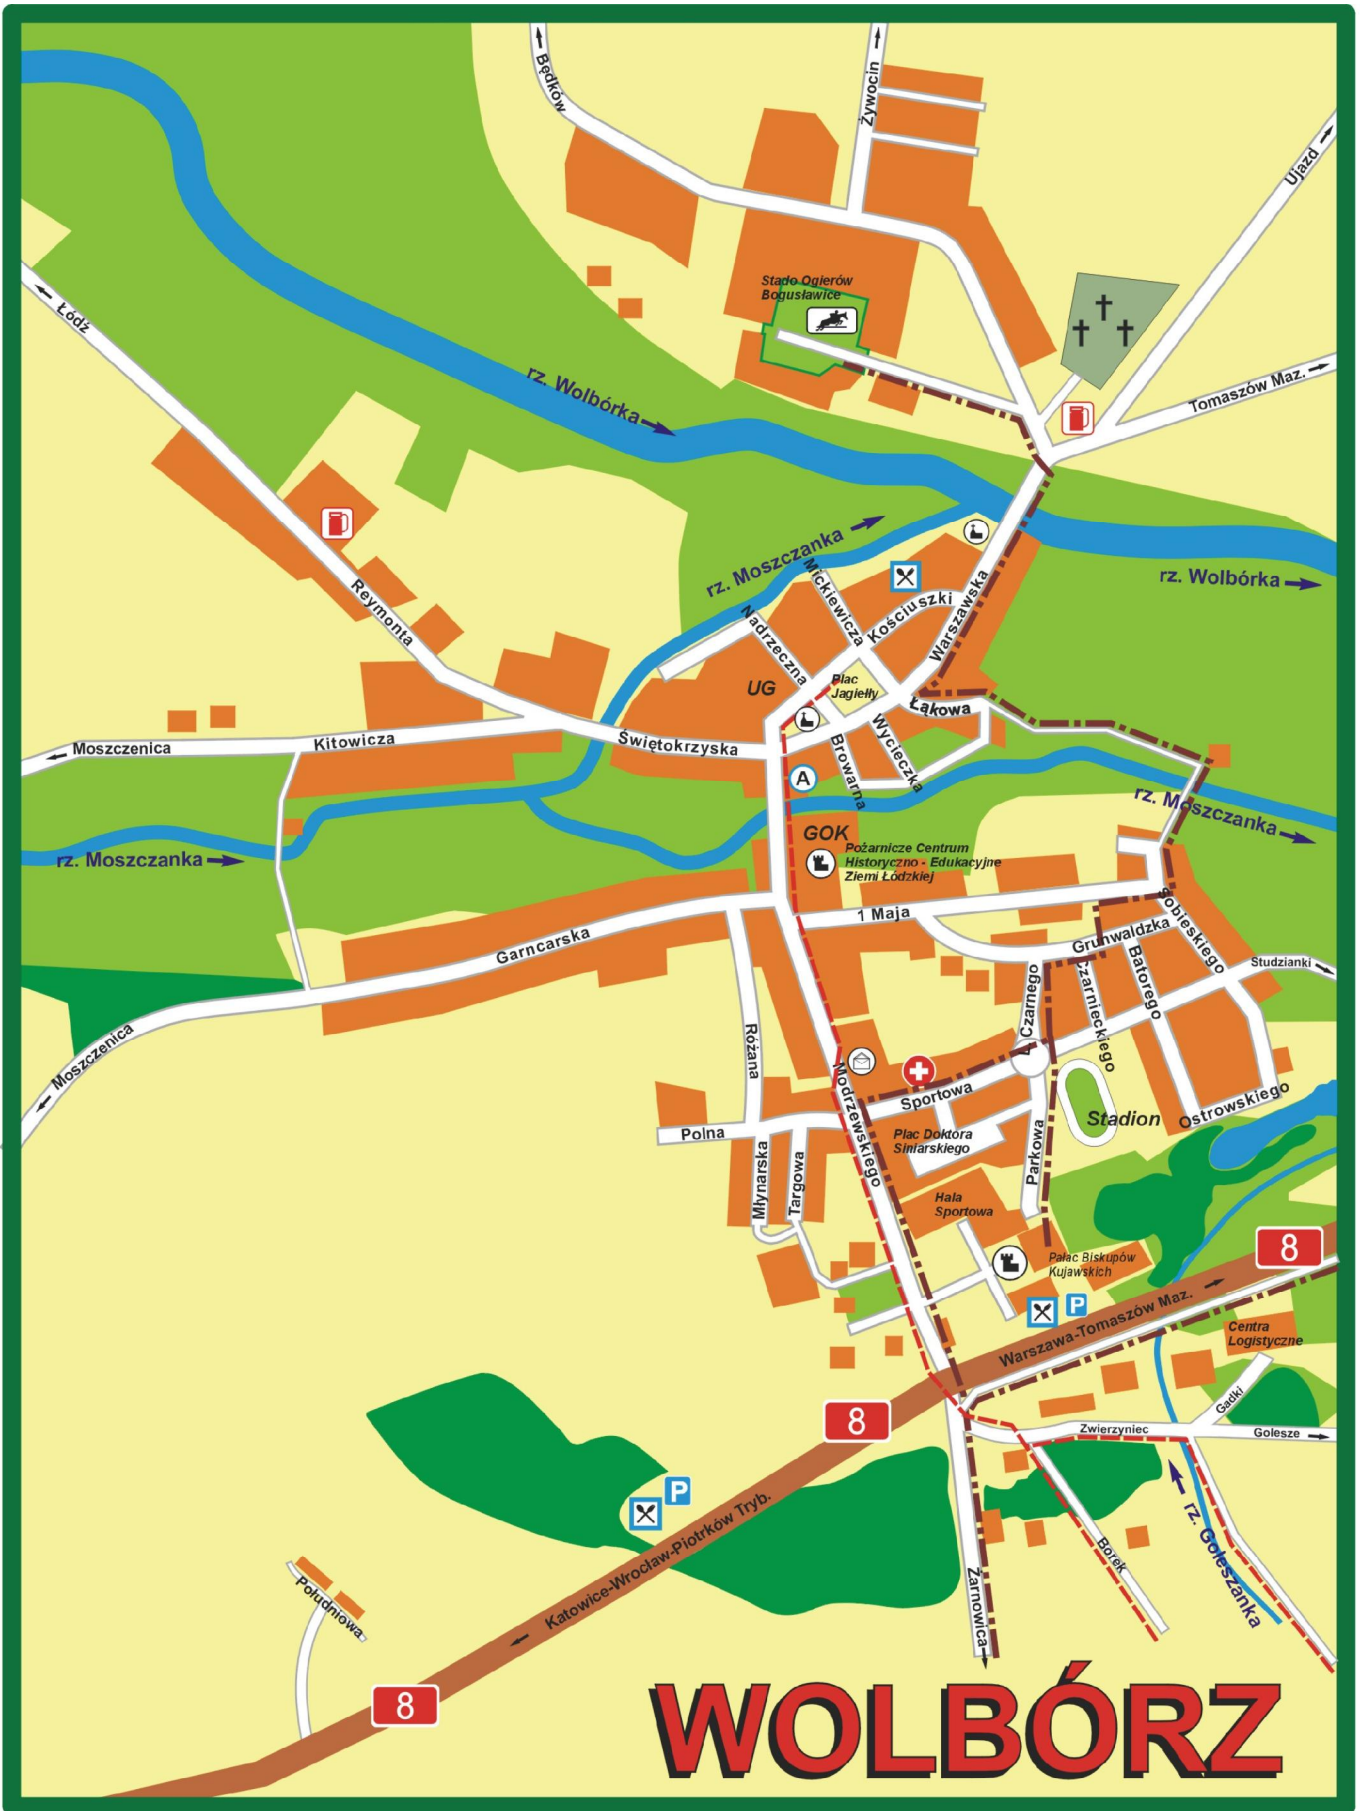 Będków
Żywocin
Ujazd
Stado Ogierów
Bogusławice
Łódź
rz. Wolbórka
Tomaszów Maz.
rz. Moszczanka
rz. Wolbórka
Mickiewicza
Kościuszki
Warszawska
Reymonta
Nadrzeczna
UG
Plac
Jagiełły
Łąkowa
Moszczenica
Kitowicza
Świętokrzyska
Browarna
Wycieczka
A
rz. Moszczanka
GOK
rz. Moszczanka
Pożarnicze Centrum
Historyczno - Edukacyjne
Ziemi Łódzkiej
1 Maja
Sobieskiego
Garncarska
Grunwaldzka
Studzianki
Batorego
Czarnieckiego
L. Czarnego
Moszczenica
Różana
Modrzewskiego
Sportowa
Stadion
Ostrowskiego
Polna
Plac Doktora
Siniarskiego
Parkowa
Młynarska
Targowa
Hala
Sportowa
8
Pałac Biskupów
Kujawskich
P
Warszawa-Tomaszów Maz.
Centra
Logistyczne
8
Gadki
Zwierzyniec
Golesze
P
Katowice-Wrocław-Piotrków Tryb.
Borek
rz. Goleszanka
Południowa
Żarnowica
8
WOLBÓRZ